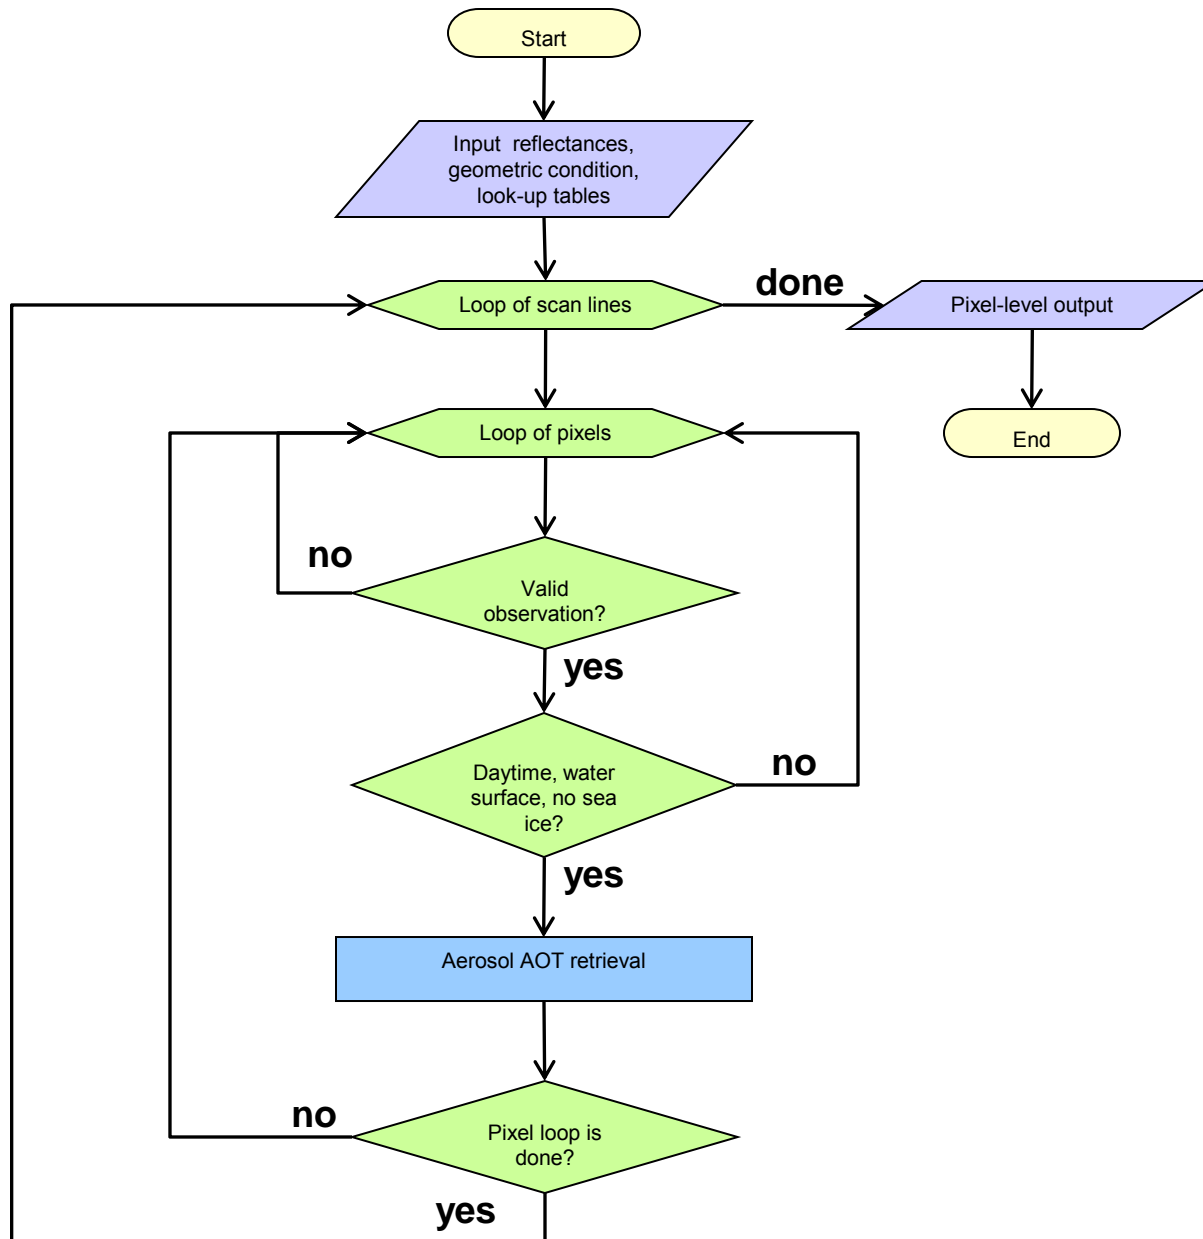 Start
Input reflectances,
geometric condition,
look-up tables
Loop of scan lines
done
Pixel-level output
Loop of pixels
End
no
Valid
observation?
yes
Daytime, water
surface, no sea
ice?
no
yes
Aerosol AOT retrieval
no
Pixel loop is
done?
yes